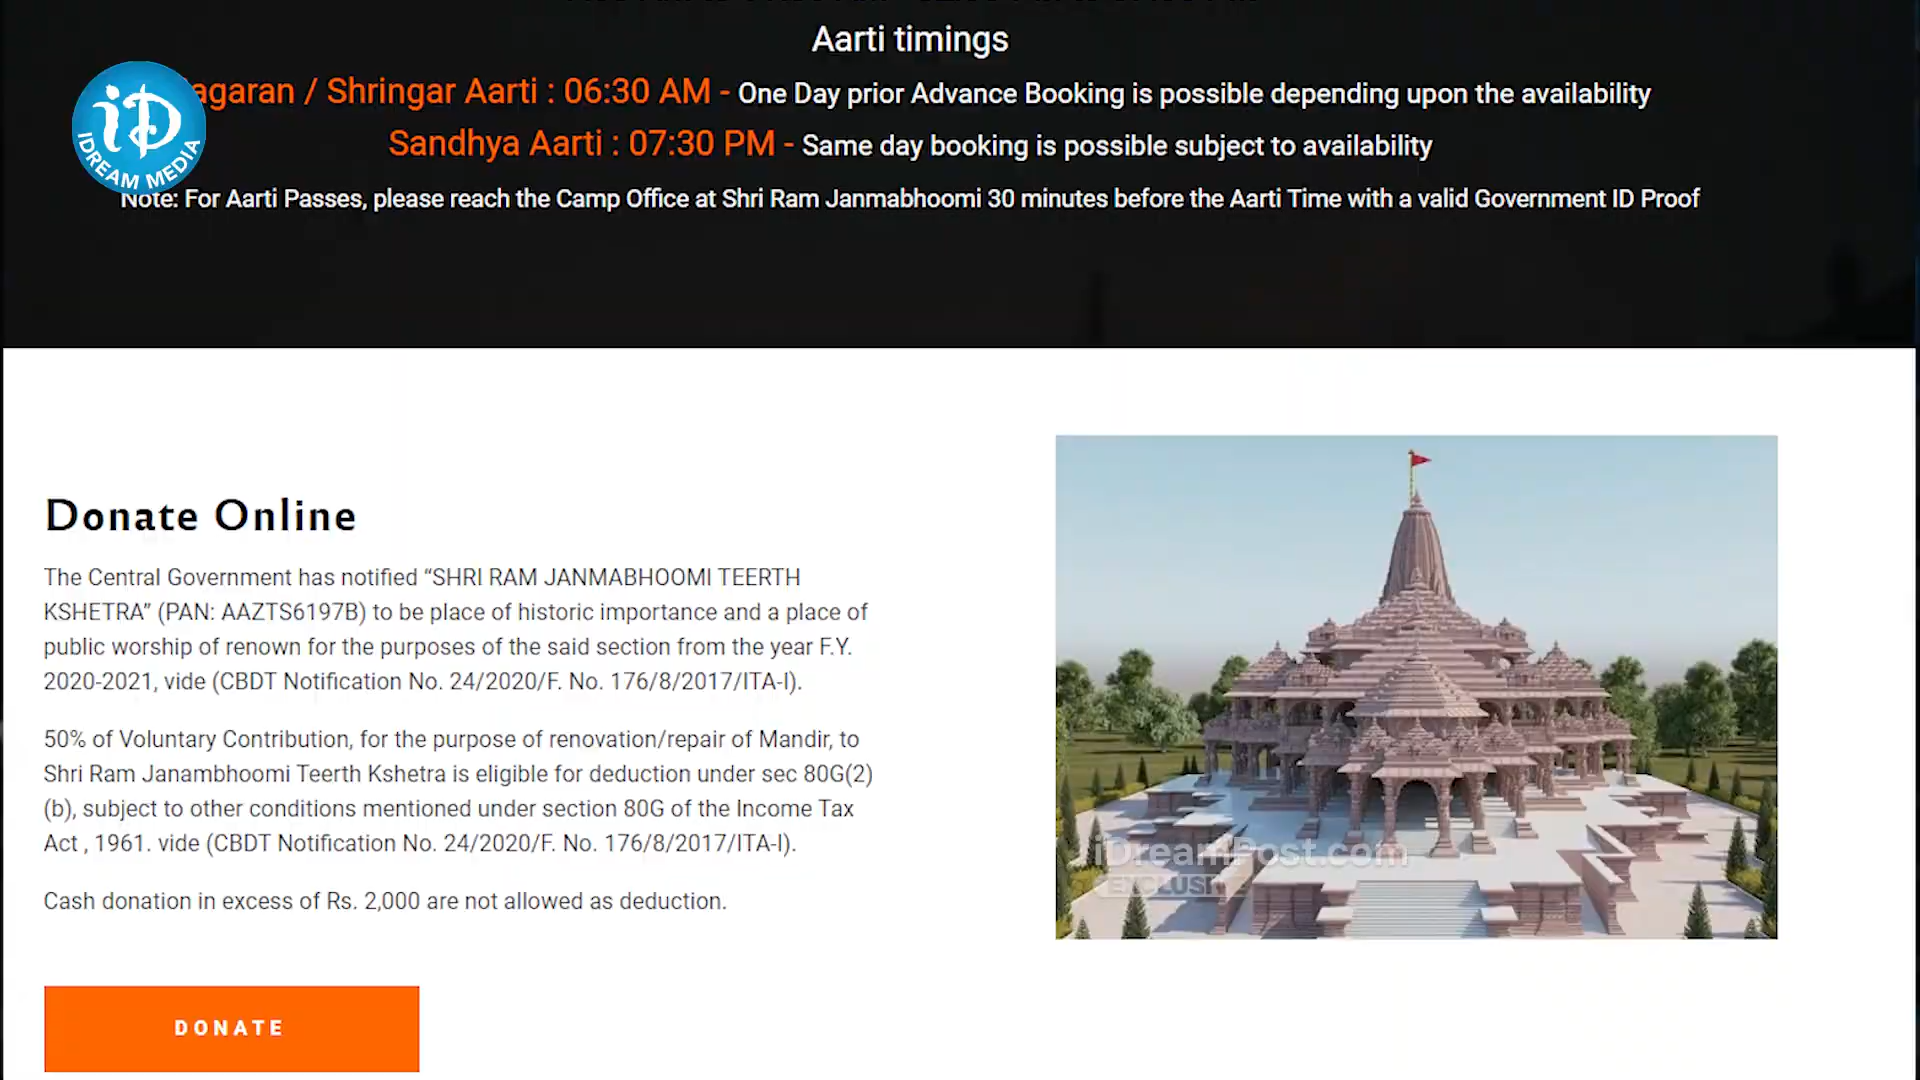 Aarti timings
agaran / Shringar Aarti : 06:30 AM - One Day prior Advance Booking is possible depending upon the availability
Sandhya Aarti : 07:30 PM - Same day booking is possible subject to availability
Note: For Aarti Passes, please reach the Camp Office at Shri Ram Janmabhoomi 30 minutes before the Aarti Time with a valid Government ID Proof
iD
IDREAM MEDIA
Donate Online
The Central Government has notified “SHRI RAM JANMABHOOMI TEERTH
KSHETRA” (PAN: AAZTS6197B) to be place of historic importance and a place of
public worship of renown for the purposes of the said section from the year F.Y.
2020-2021, vide (CBDT Notification No. 24/2020/F. No. 176/8/2017/ITA-I).
50% of Voluntary Contribution, for the purpose of renovation/repair of Mandir, to
Shri Ram Janambhoomi Teerth Kshetra is eligible for deduction under sec 80G(2)
(b), subject to other conditions mentioned under section 80G of the Income Tax
Act , 1961. vide (CBDT Notification No. 24/2020/F. No. 176/8/2017/ITA-I).
Cash donation in excess of Rs. 2,000 are not allowed as deduction.
DONATE
iDreamPost.com
EXCLUSIVE